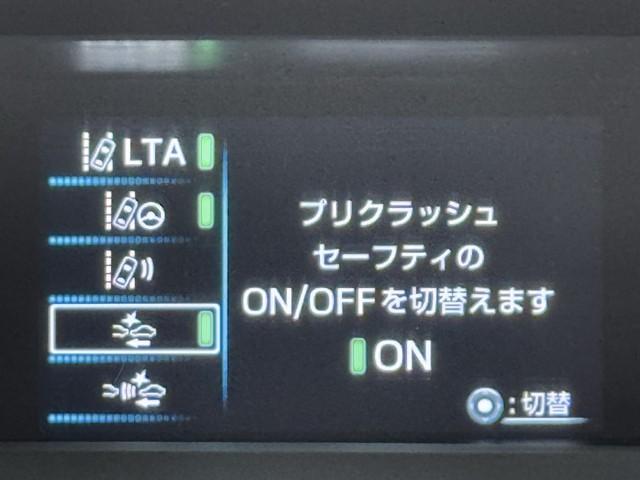 LTA
プリクラッシュ
セーフティの
ON/OFFを切替えます
ON
:切替